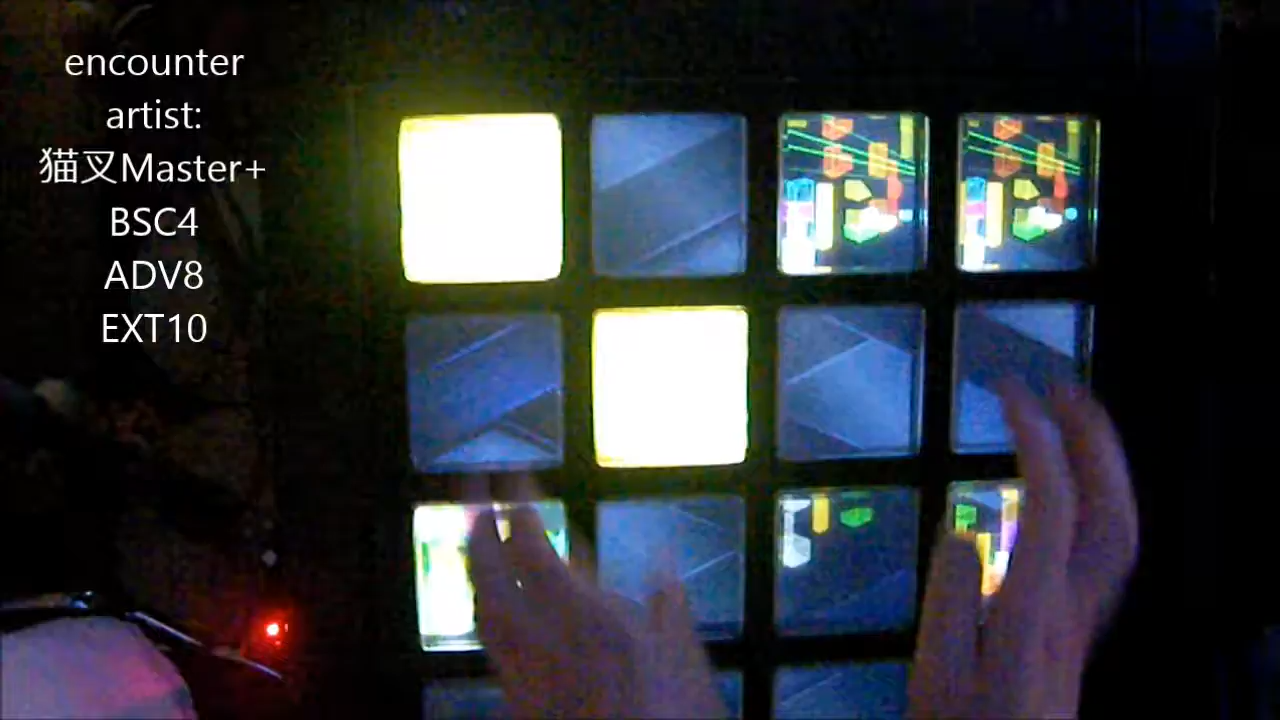 encounter
artist:
猫叉Master+
BSC4
ADV8
EXT10